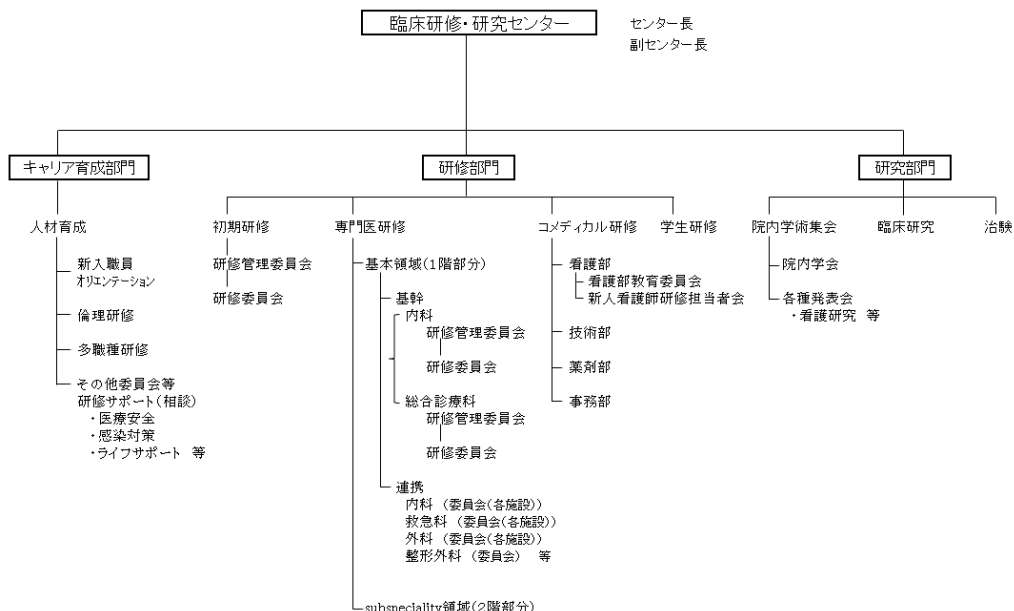 臨床研修・研究センター
センター長
副センター長
キャリア育成部門
研修部門
研究部門
人材育成
新入職員
オリエンテーション
倫理研修
多職種研修
その他委員会等
研修サポート(相談)
・医療安全
・感染対策
・ライフサポート 等
初期研修
研修管理委員会
研修委員会
専門医研修
基本領域(1階部分)
基幹
内科
研修管理委員会
研修委員会
総合診療科
研修管理委員会
研修委員会
連携
内科 (委員会(各施設))
救急科 (委員会(各施設))
外科 (委員会(各施設))
整形外科 (委員会) 等
subspeciality領域(2階部分)
コメディカル研修
看護部
看護部教育委員会
新人看護師研修担当者会
技術部
薬剤部
事務部
学生研修
院内学術集会
院内学会
各種発表会
・看護研究 等
臨床研究
治験